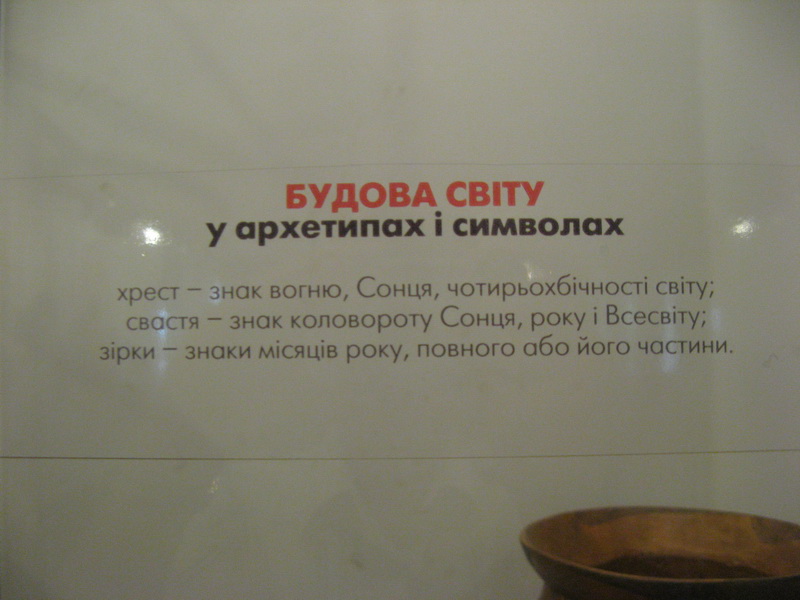 БУДОВА СВІТУ
у архетипах і символах
хрест – знак вогню, Сонця, чотирьохбічності світу;
свастя – знак коловороту Сонця, року і Всесвіту;
зірки – знаки місяців року, повного або його частини.